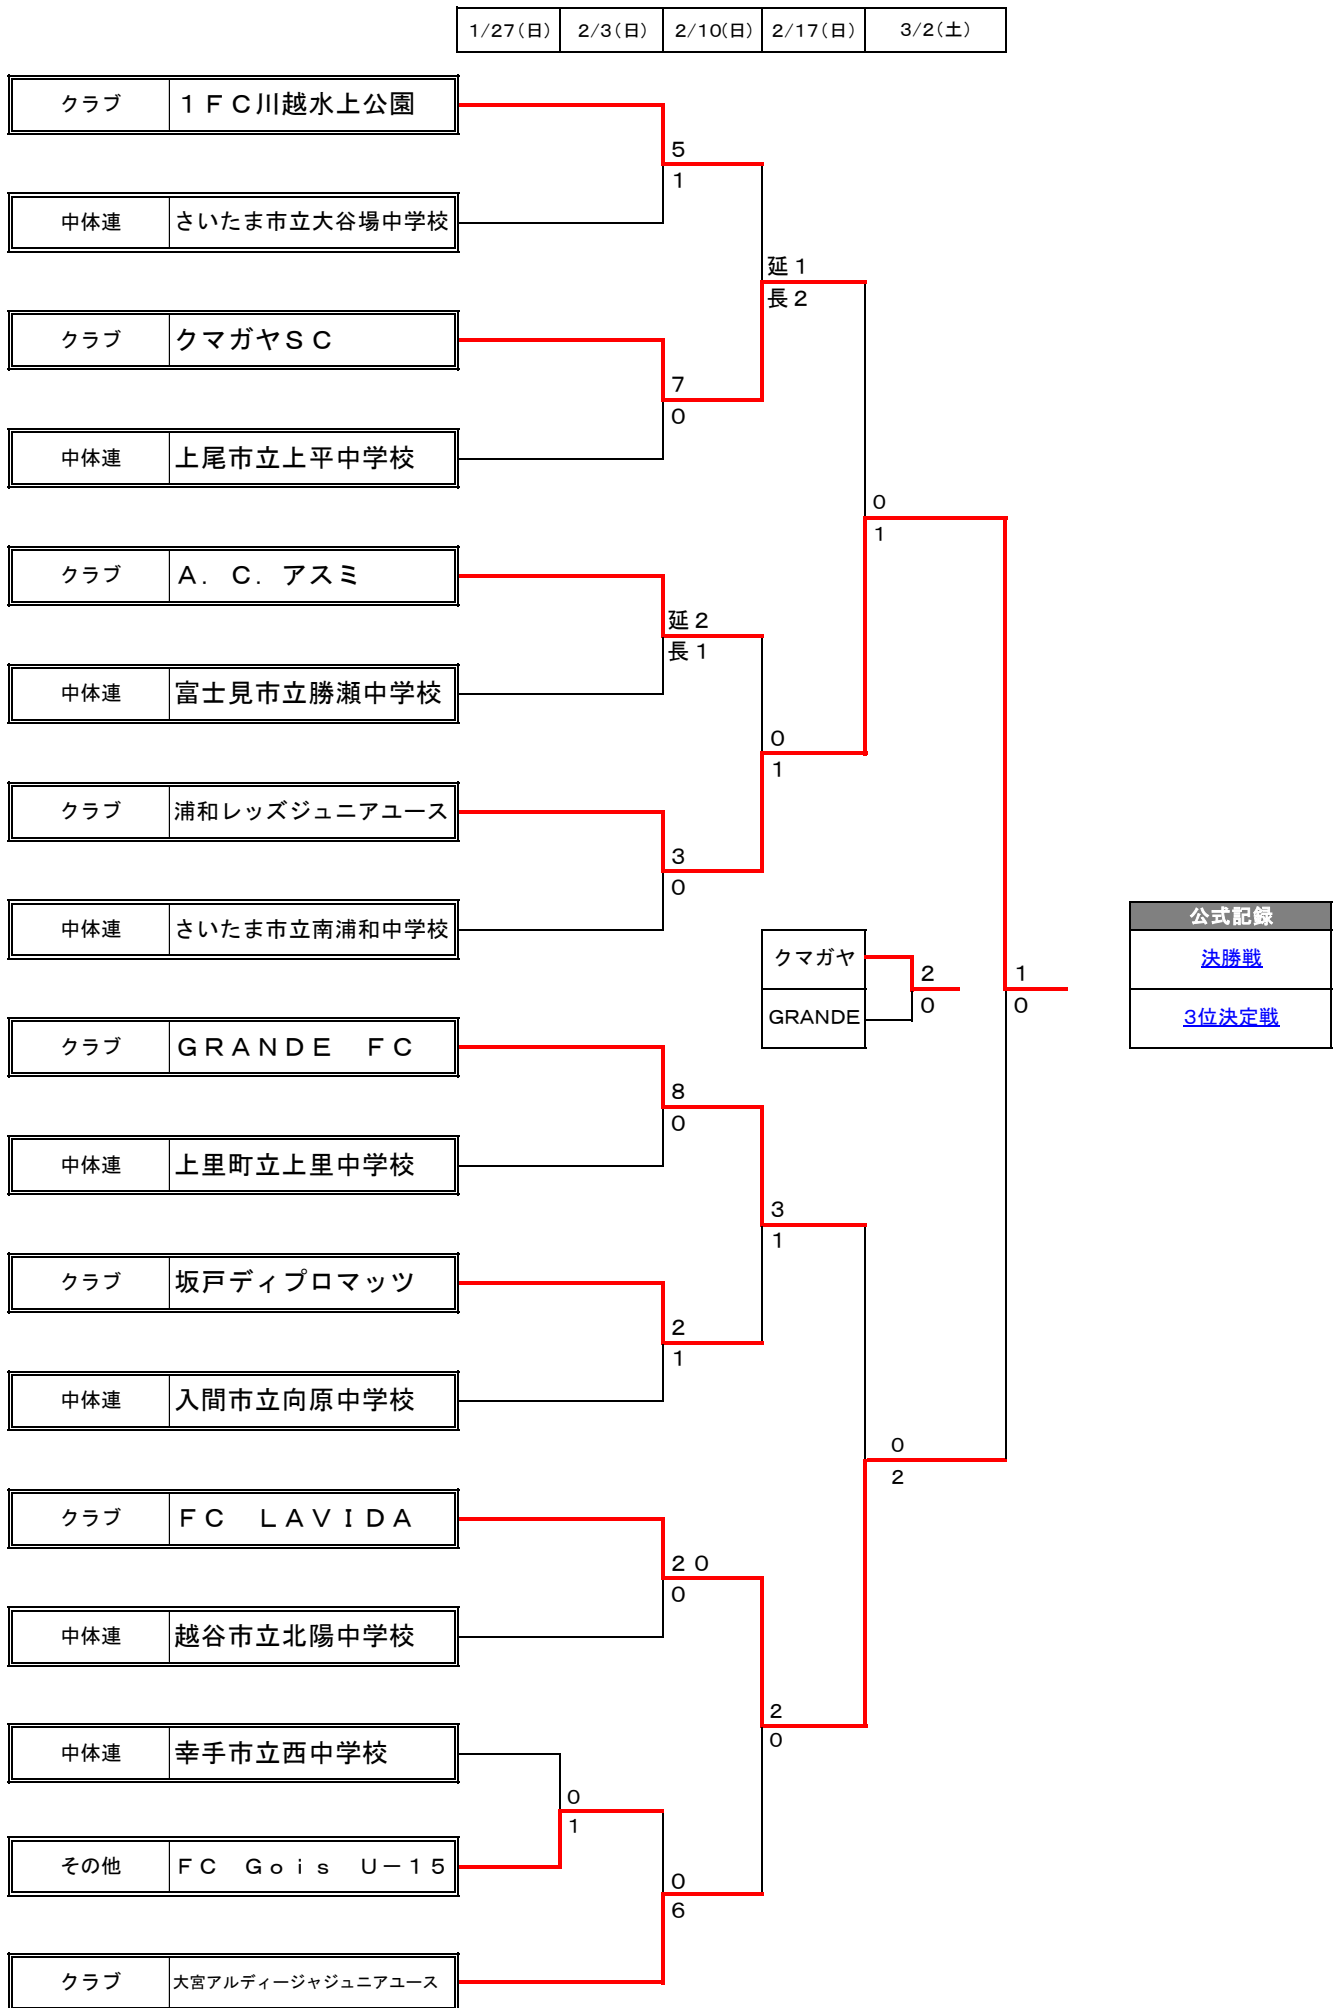 1/27(日) 2/3(日) 2/10(日) 2/17(日) 3/2(土)
クラブ １ＦＣ川越水上公園
5
1
中体連 さいたま市立大谷場中学校
延 1
長 2
クラブ クマガヤＳＣ
7
0
中体連 上尾市立上平中学校
0
1
クラブ Ａ．Ｃ．アスミ
延 2
長 1
中体連 富士見市立勝瀬中学校
0
1
クラブ 浦和レッズジュニアユース
3
0
中体連 さいたま市立南浦和中学校
公式記録
クマガヤ
2
0
GRANDE
1
0
決勝戦
3位決定戦
クラブ ＧＲＡＮＤＥ　ＦＣ
8
0
中体連 上里町立上里中学校
3
1
クラブ 坂戸ディプロマッツ
2
1
中体連 入間市立向原中学校
0
2
クラブ ＦＣ　ＬＡＶＩＤＡ
２０
0
中体連 越谷市立北陽中学校
2
0
中体連 幸手市立西中学校
0
1
その他 ＦＣ　Ｇｏｉｓ　Ｕ－１５
0
6
クラブ 大宮アルディージャジュニアユース